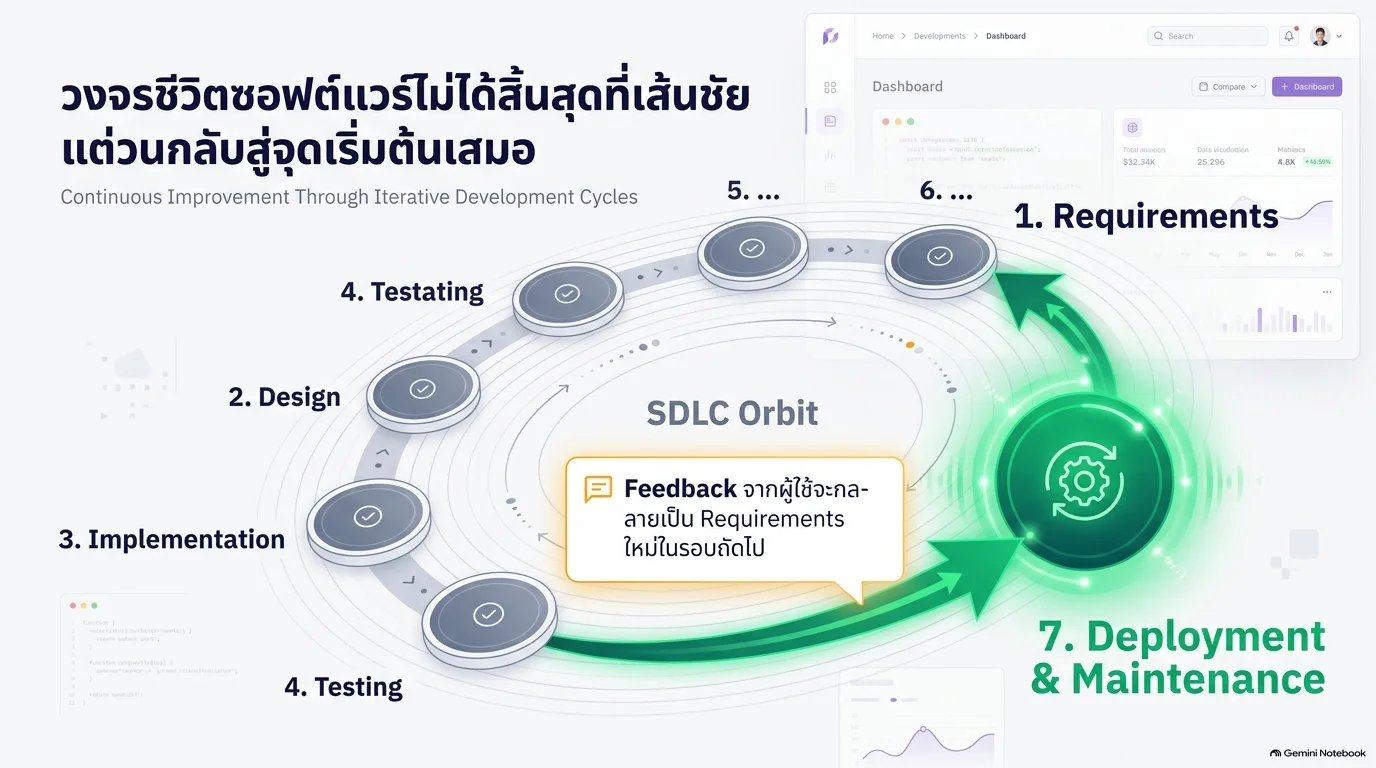 วงจรชีวิตซอฟต์แวร์ไม่ได้สิ้นสุดที่เส้นชัย
แต่วนกลับสู่จุดเริ่มต้นเสมอ
Continuous Improvement Through Iterative Development Cycles
Home > Developments > Dashboard
Search
Dashboard
Compare
+ Dashboard
$32.34K
25.296
65.50%
5. ...
6. ...
1. Requirements
4. Testating
2. Design
SDLC Orbit
Feedback จากผู้ใช้จะกล-
ลายเป็น Requirements
ใหม่ในรอบถัดไป
3. Implementation
4. Testing
7. Deployment
& Maintenance
Gemini Notebook